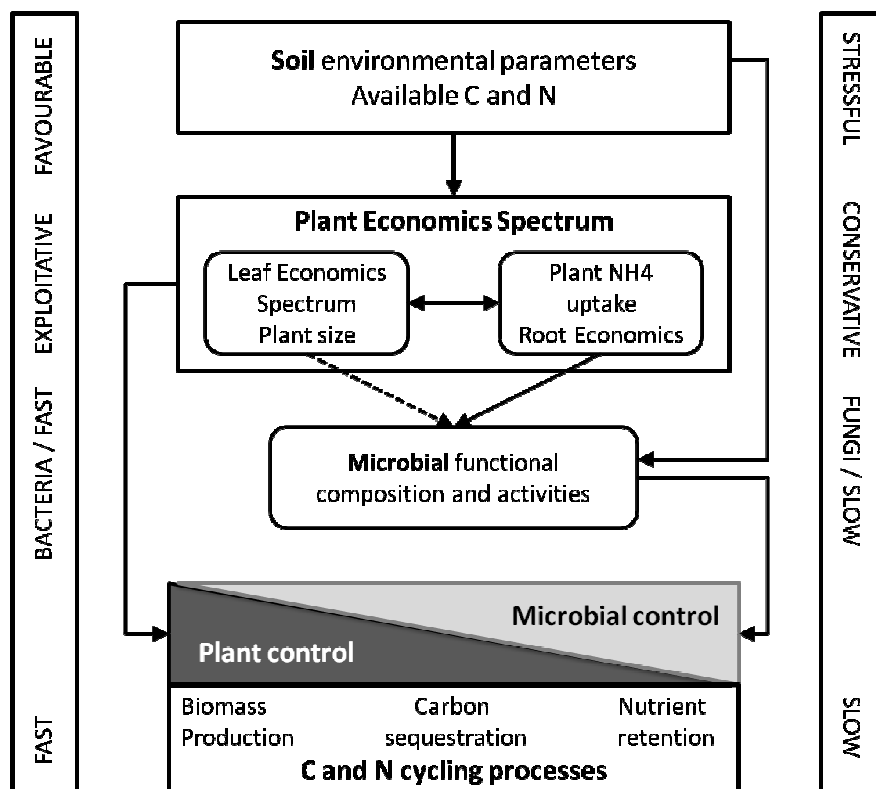 FAVOURABLE
EXPLOITATIVE
BACTERIA / FAST
FAST
Soil environmental parameters
Available C and N
Plant Economics Spectrum
Leaf Economics
Spectrum
Plant size
Plant NH4
uptake
Root Economics
Microbial functional
composition and activities
Microbial control
Plant control
Biomass
Production
Carbon
sequestration
Nutrient
retention
C and N cycling processes
STRESSFUL
CONSERVATIVE
FUNGI / SLOW
SLOW